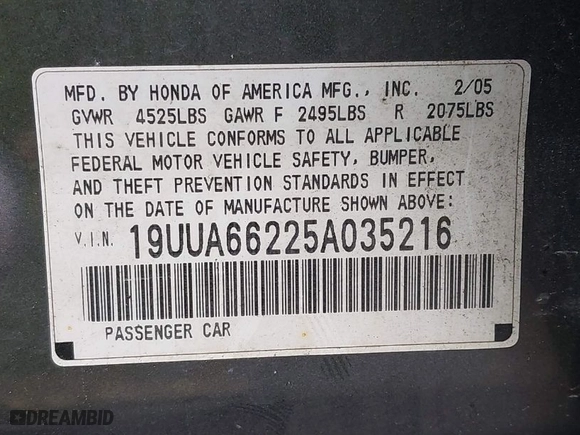 MFD. BY HONDA OF AMERICA MFG., INC. 2/05
GVWR 4525LBS GAWR F 2495LBS R 2075LBS
THIS VEHICLE CONFORMS TO ALL APPLICABLE
FEDERAL MOTOR VEHICLE SAFETY, BUMPER,
AND THEFT PREVENTION STANDARDS IN EFFECT
ON THE DATE OF MANUFACTURE SHOWN ABOVE:
V.I.N. 19UUA66225A035216
PASSENGER CAR
DREAMBID